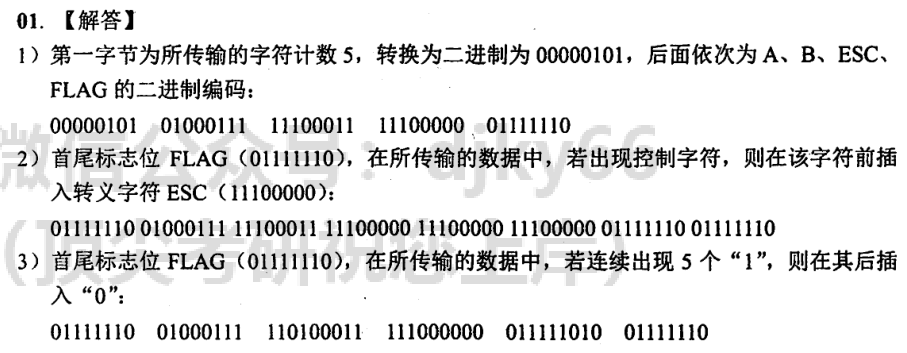 01. 【解答】
1）第一字节为所传输的字符计数 5，转换为二进制为 00000101，后面依次为 A、B、ESC、
FLAG 的二进制编码：
00000101 01000111 11100011 11100000 01111110
2）首尾标志位 FLAG（01111110），在所传输的数据中，若出现控制字符，则在该字符前插
入转义字符 ESC（11100000）：
01111110 01000111 11100011 11100000 11100000 11100000 01111110 01111110
3）首尾标志位 FLAG（01111110），在所传输的数据中，若连续出现 5 个“1”，则在其后插
入“0”：
01111110 01000111 110100011 111000000 011111010 01111110
微信公众号：djky66